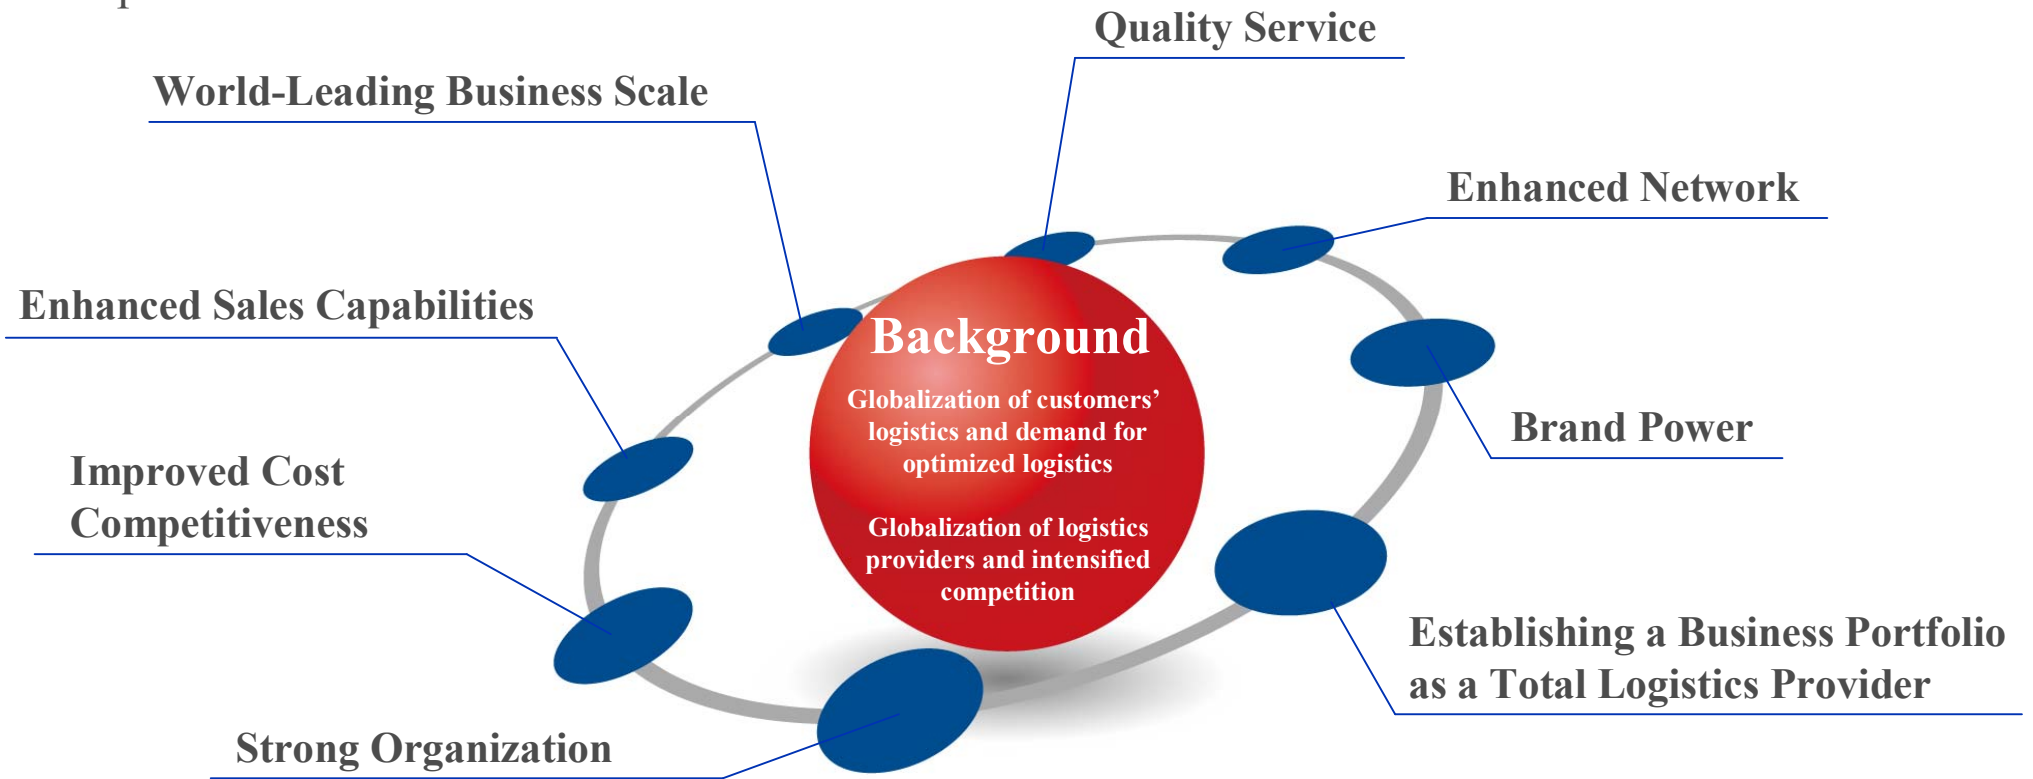 Quality Service
World-Leading Business Scale
Enhanced Network
Enhanced Sales Capabilities
Background
Globalization of customers’
logistics and demand for
optimized logistics
Globalization of logistics
providers and intensified
competition
Brand Power
Improved Cost
Competitiveness
Establishing a Business Portfolio
as a Total Logistics Provider
Strong Organization